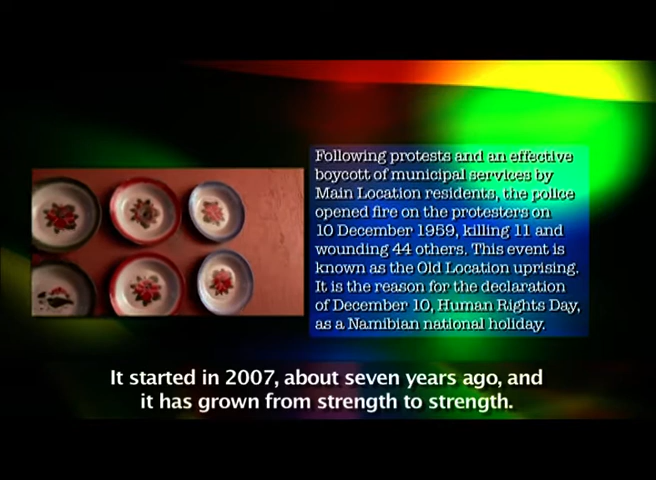 Following protests and an effective
boycott of municipal services by
Main Location residents, the police
opened fire on the protesters on
10 December 1959, killing 11 and
wounding 44 others. This event is
known as the Old Location uprising.
It is the reason for the declaration
of December 10, Human Rights Day,
as a Namibian national holiday.
It started in 2007, about seven years ago, and
it has grown from strength to strength.